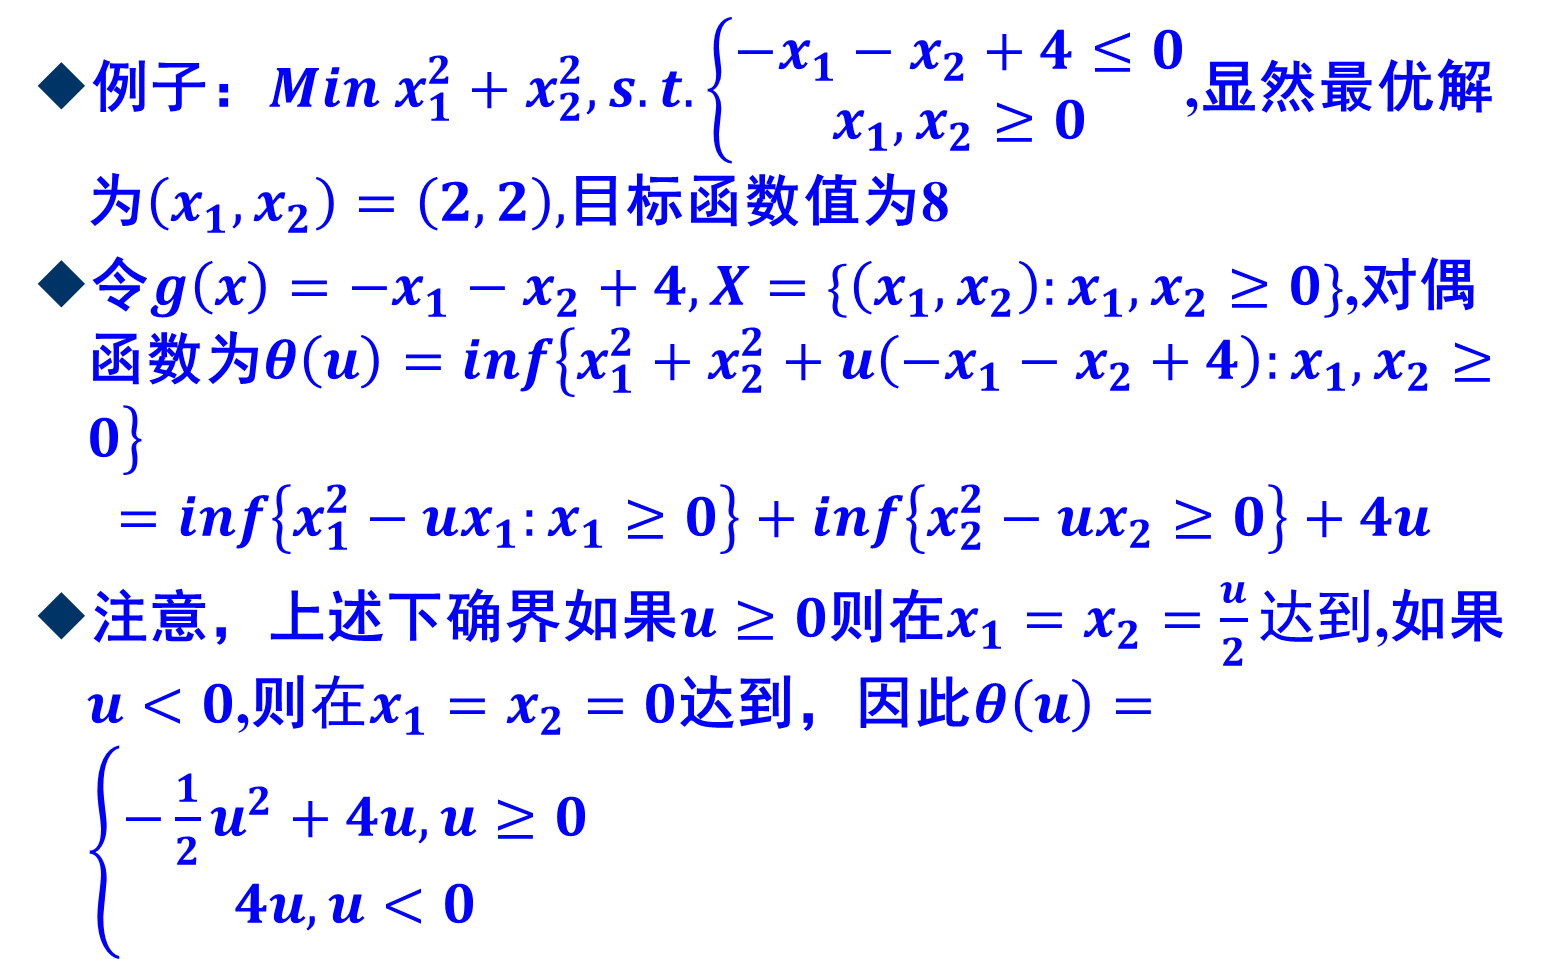 ◆例子：Min x₁² + x₂², s.t. { −x₁ − x₂ + 4 ≤ 0 ,显然最优解
x₁, x₂ ≥ 0
为(x₁, x₂) = (2, 2),目标函数值为8
◆令g(x) = −x₁ − x₂ + 4, X = {(x₁, x₂): x₁, x₂ ≥ 0},对偶
函数为θ(u) = inf{x₁² + x₂² + u(−x₁ − x₂ + 4): x₁, x₂ ≥
0}
= inf{x₁² − ux₁: x₁ ≥ 0} + inf{x₂² − ux₂ ≥ 0} + 4u
◆注意，上述下确界如果u ≥ 0则在x₁ = x₂ = u/2 达到,如果
u < 0,则在x₁ = x₂ = 0达到，因此θ(u) =
{ −1/2 u² + 4u, u ≥ 0
4u, u < 0